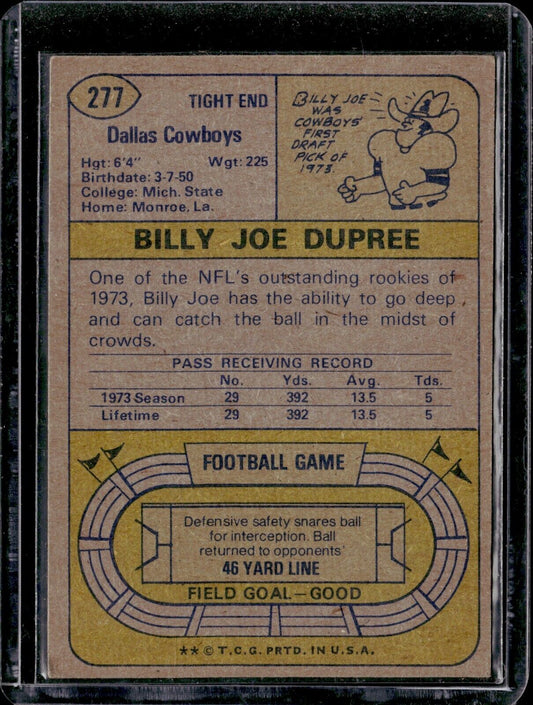 277
TIGHT END
Dallas Cowboys
Hgt: 6'4" Wgt: 225
Birthdate: 3-7-50
College: Mich. State
Home: Monroe, La.
BILLY JOE
WAS
COWBOYS'
FIRST
DRAFT
PICK OF
1973.
BILLY JOE DUPREE
One of the NFL's outstanding rookies of
1973, Billy Joe has the ability to go deep
and can catch the ball in the midst of
crowds.
PASS RECEIVING RECORD
No. Yds. Avg. Tds.
1973 Season 29 392 13.5 5
Lifetime 29 392 13.5 5
FOOTBALL GAME
Defensive safety snares ball
for interception. Ball
returned to opponents'
46 YARD LINE
FIELD GOAL—GOOD
** © T.C.G. PRTD. IN U.S.A.